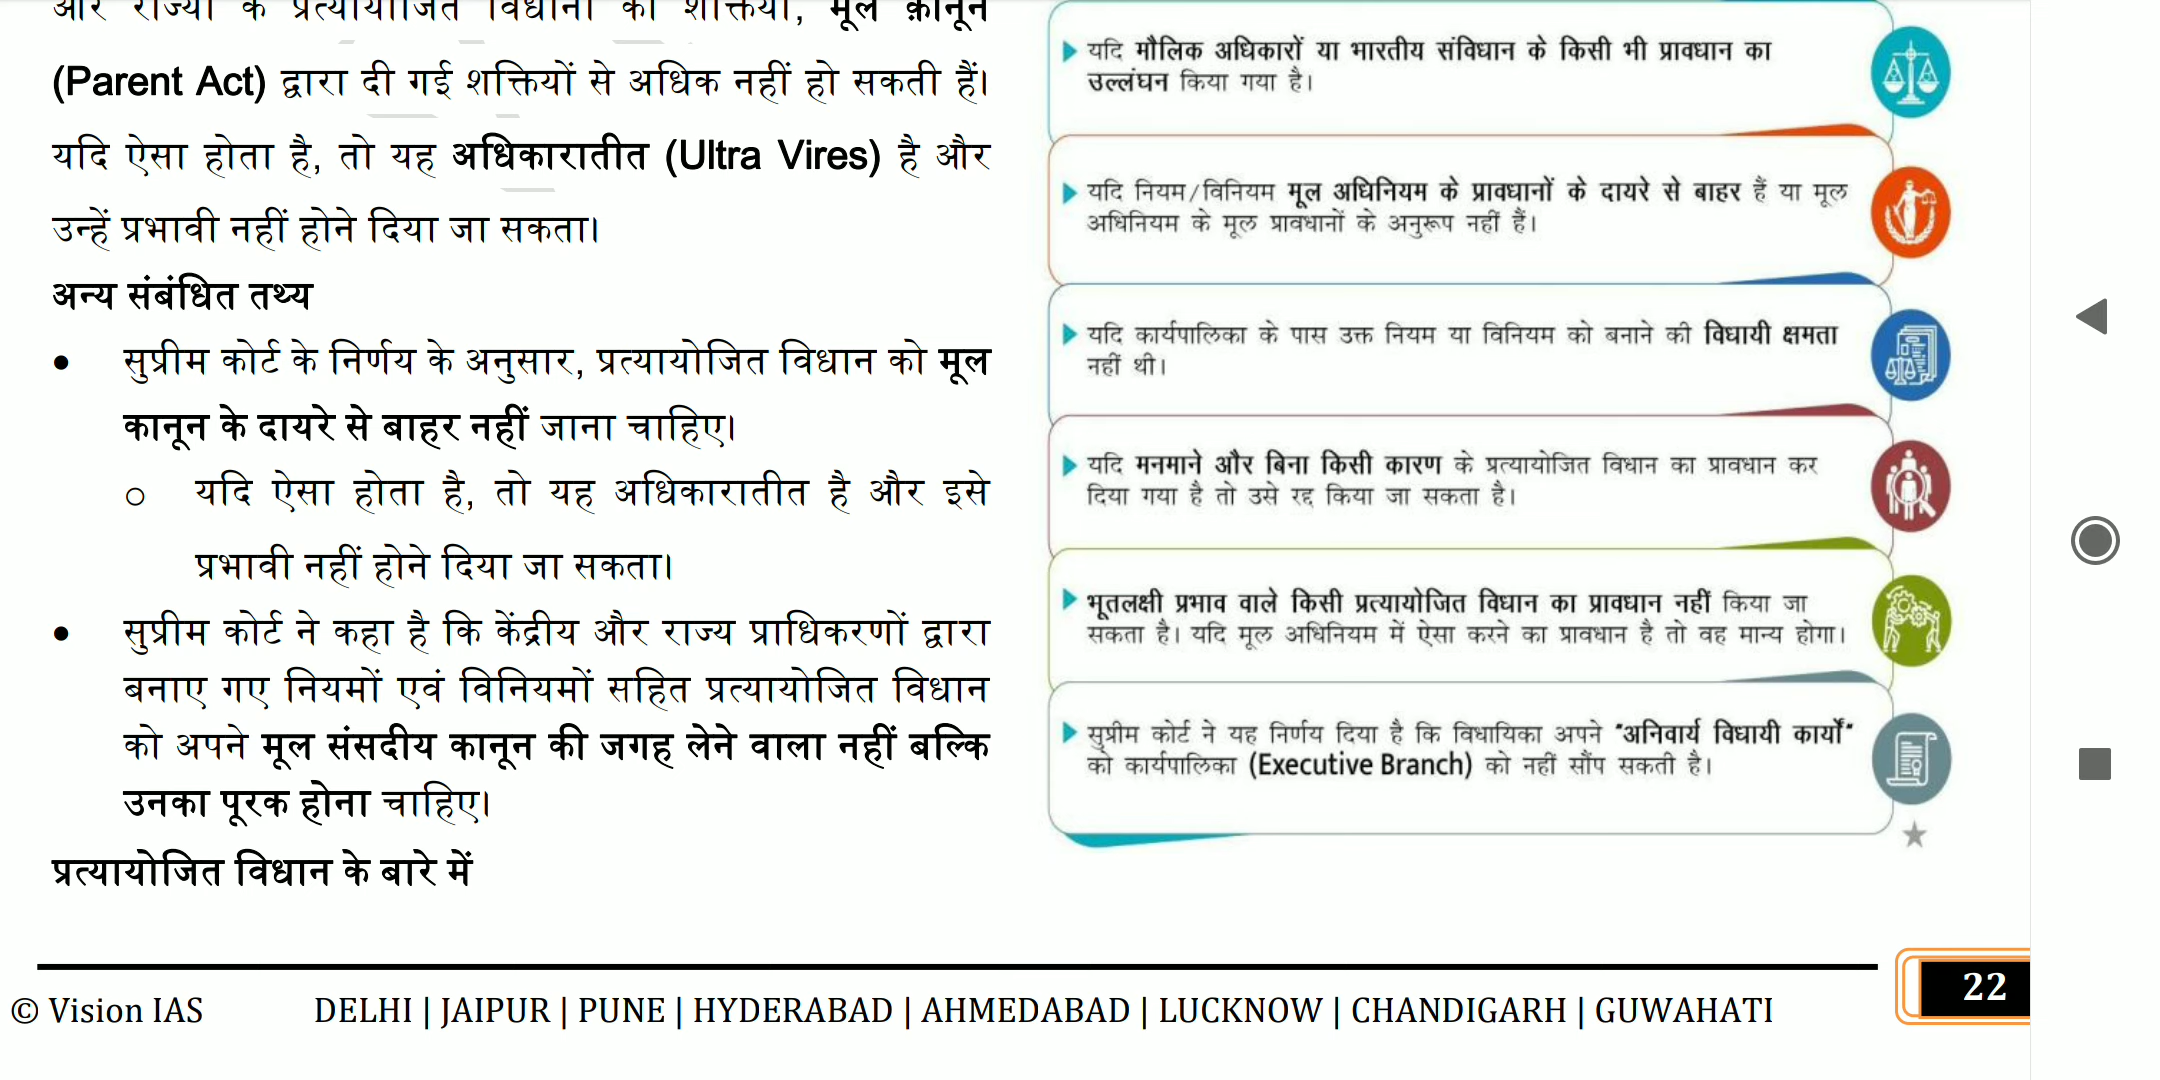 और राज्यों के प्रत्यायोजित विधानों की शक्तियां, मूल क़ानून
(Parent Act) द्वारा दी गई शक्तियों से अधिक नहीं हो सकती हैं।
यदि ऐसा होता है, तो यह अधिकारातीत (Ultra Vires) है और
उन्हें प्रभावी नहीं होने दिया जा सकता।
अन्य संबंधित तथ्य
• सुप्रीम कोर्ट के निर्णय के अनुसार, प्रत्यायोजित विधान को मूल
कानून के दायरे से बाहर नहीं जाना चाहिए।
o यदि ऐसा होता है, तो यह अधिकारातीत है और इसे
प्रभावी नहीं होने दिया जा सकता।
• सुप्रीम कोर्ट ने कहा है कि केंद्रीय और राज्य प्राधिकरणों द्वारा
बनाए गए नियमों एवं विनियमों सहित प्रत्यायोजित विधान
को अपने मूल संसदीय कानून की जगह लेने वाला नहीं बल्कि
उनका पूरक होना चाहिए।
प्रत्यायोजित विधान के बारे में
यदि मौलिक अधिकारों या भारतीय संविधान के किसी भी प्रावधान का
उल्लंघन किया गया है।
यदि नियम/विनियम मूल अधिनियम के प्रावधानों के दायरे से बाहर हैं या मूल
अधिनियम के मूल प्रावधानों के अनुरूप नहीं हैं।
यदि कार्यपालिका के पास उक्त नियम या विनियम को बनाने की विधायी क्षमता
नहीं थी।
यदि मनमाने और बिना किसी कारण के प्रत्यायोजित विधान का प्रावधान कर
दिया गया है तो उसे रद्द किया जा सकता है।
भूतलक्षी प्रभाव वाले किसी प्रत्यायोजित विधान का प्रावधान नहीं किया जा
सकता है। यदि मूल अधिनियम में ऐसा करने का प्रावधान है तो वह मान्य होगा।
सुप्रीम कोर्ट ने यह निर्णय दिया है कि विधायिका अपने "अनिवार्य विधायी कार्यों"
को कार्यपालिका (Executive Branch) को नहीं सौंप सकती है।
© Vision IAS DELHI | JAIPUR | PUNE | HYDERABAD | AHMEDABAD | LUCKNOW | CHANDIGARH | GUWAHATI
22